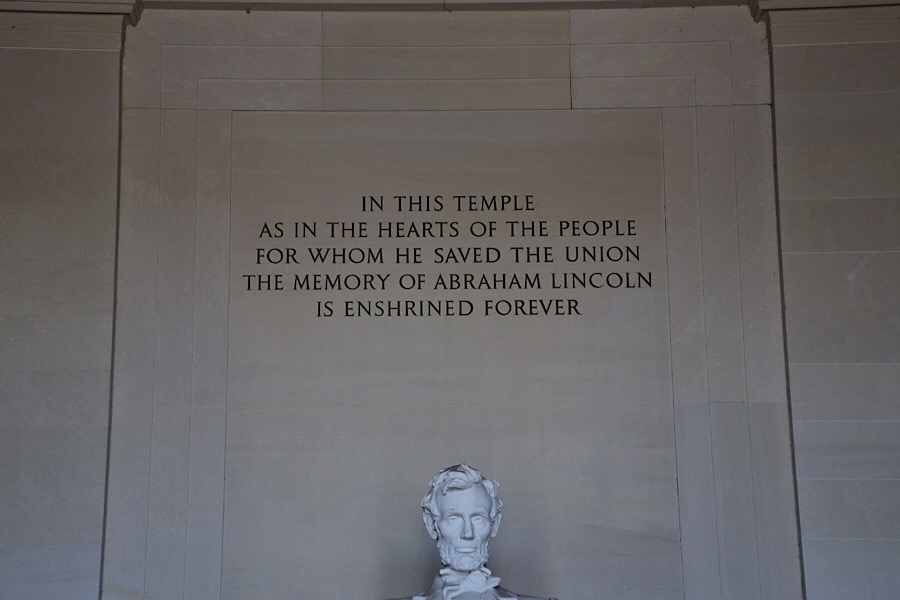 IN THIS TEMPLE
AS IN THE HEARTS OF THE PEOPLE
FOR WHOM HE SAVED THE UNION
THE MEMORY OF ABRAHAM LINCOLN
IS ENSHRINED FOREVER